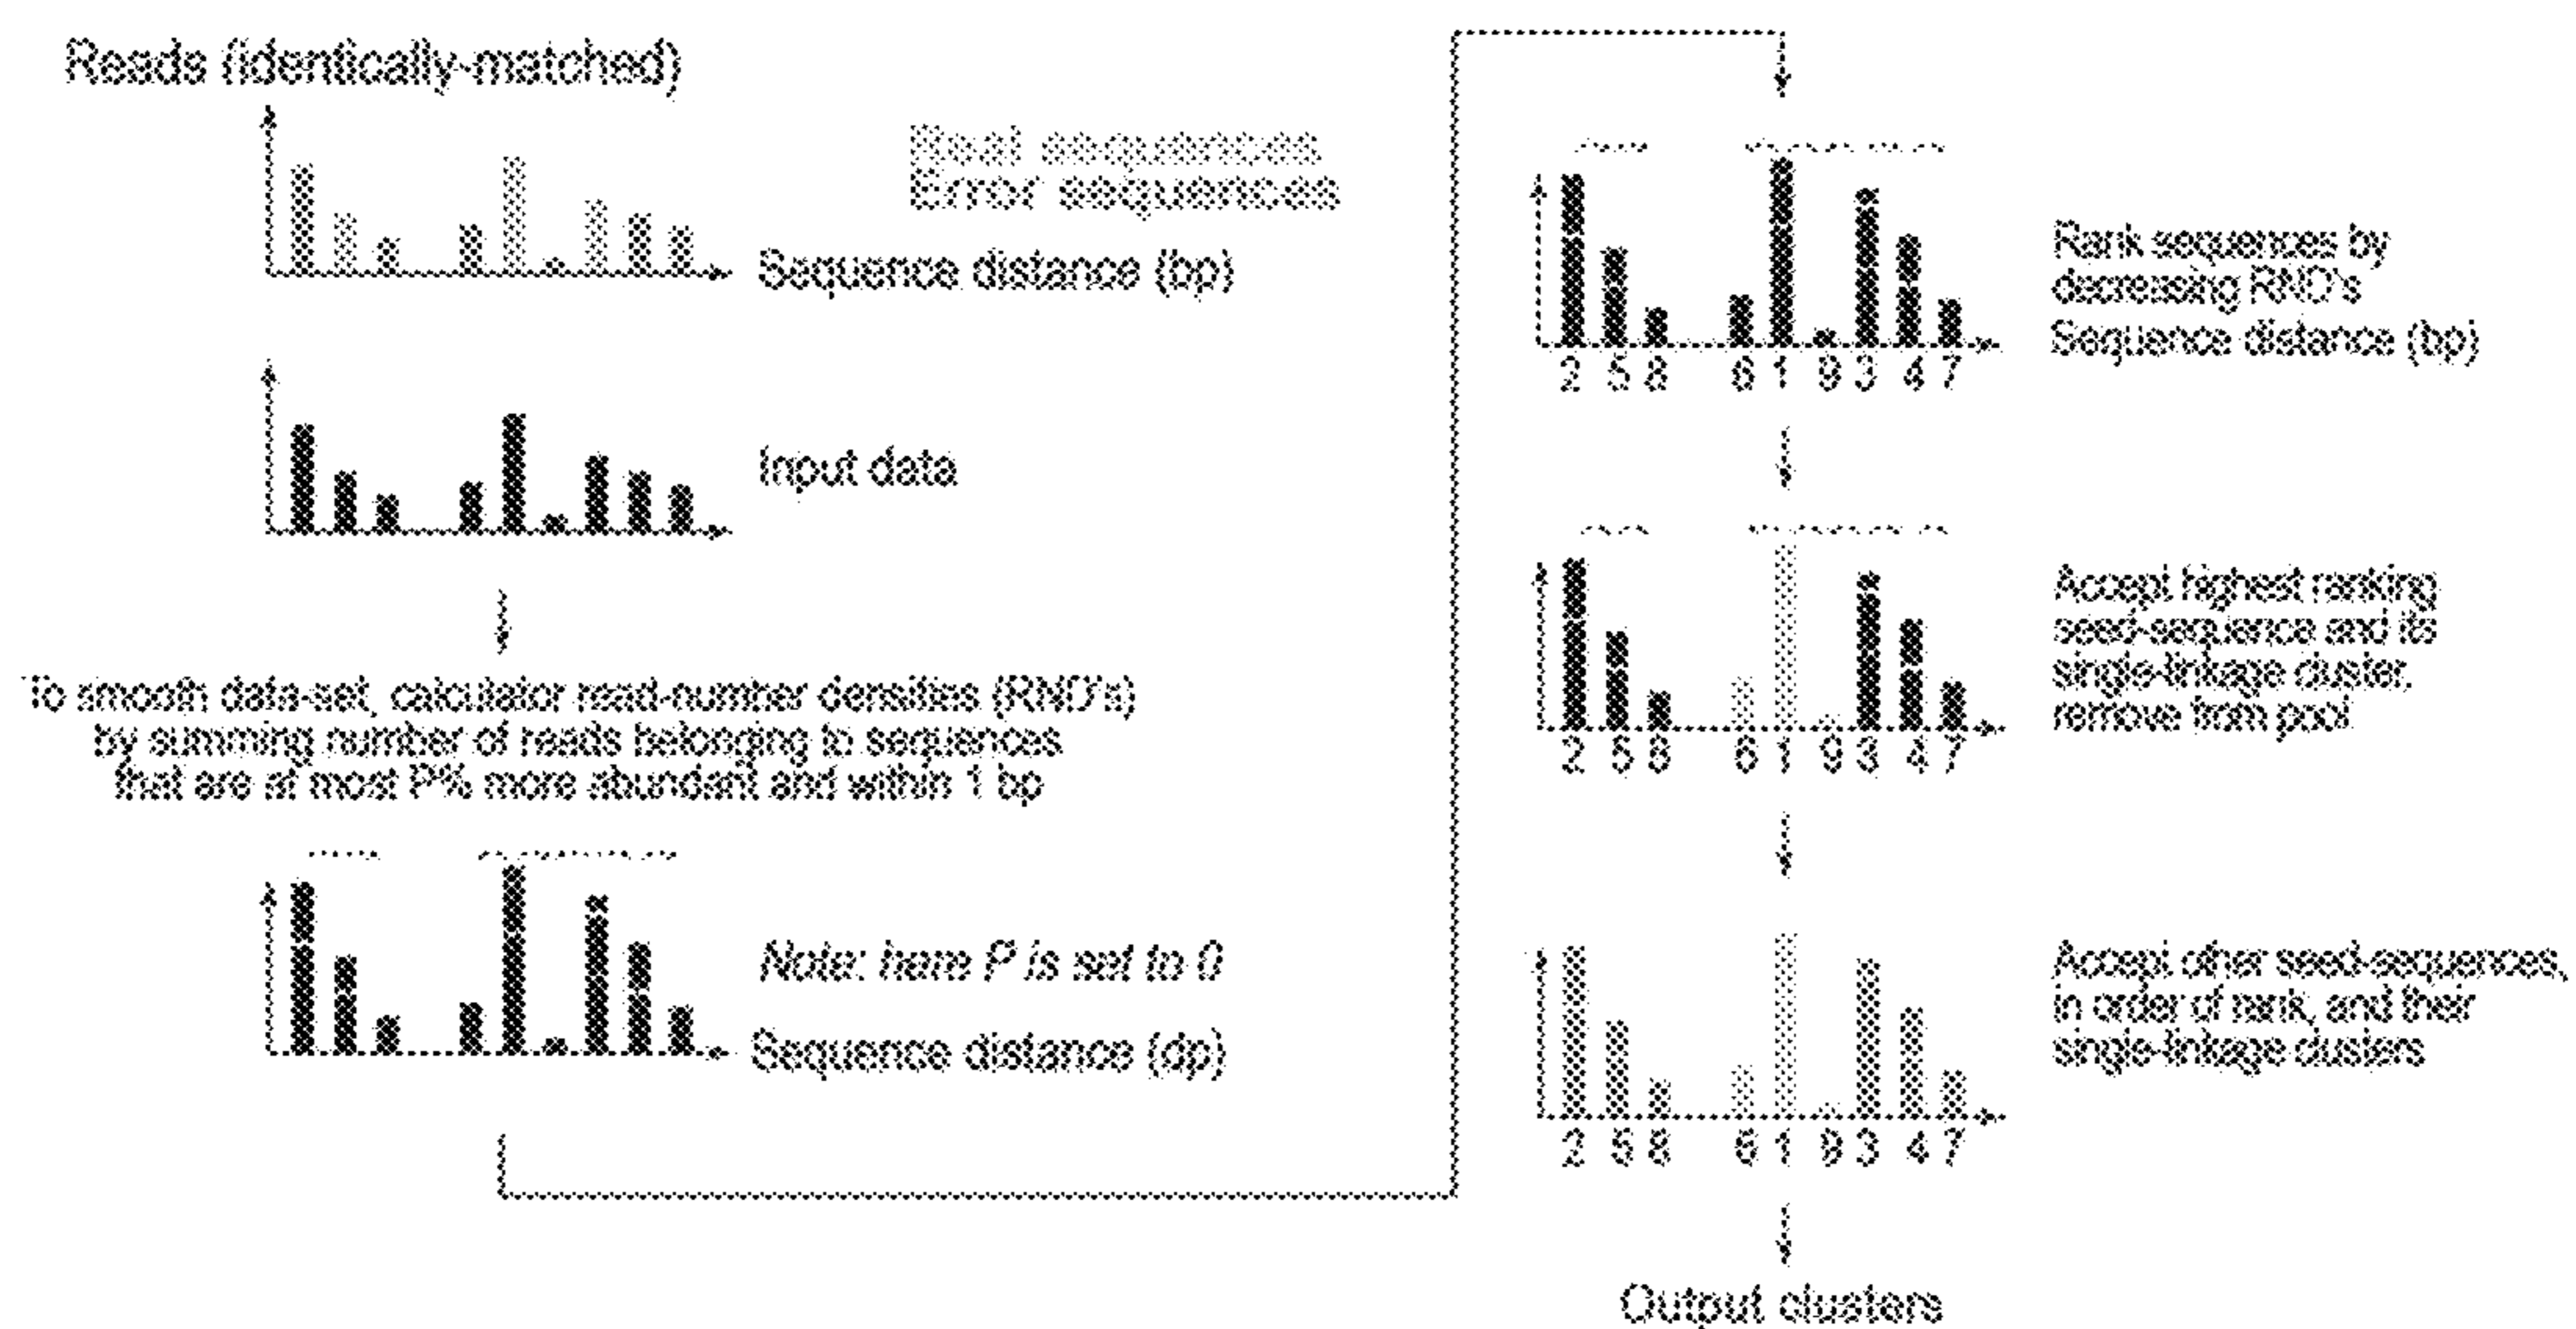 Reads (identically-matched)
Real sequences
Error sequences
Sequence distance (bp)
Input data
To smooth data-set, calculator read-number densities (RND's)
by summing number of reads belonging to sequences
that are at most P% more abundant and within 1 bp
Note: here P is set to 0
Sequence distance (dp)
Rank sequences by
decreasing RND's
Sequence distance (bp)
2 5 8 6 1 9 3 4 7
Accept highest ranking
seed-sequence and its
single-linkage cluster,
remove from pool
2 5 8 6 1 9 3 4 7
Accept other seed-sequences,
in order of rank, and their
single-linkage clusters
2 5 8 6 1 9 3 4 7
Output clusters